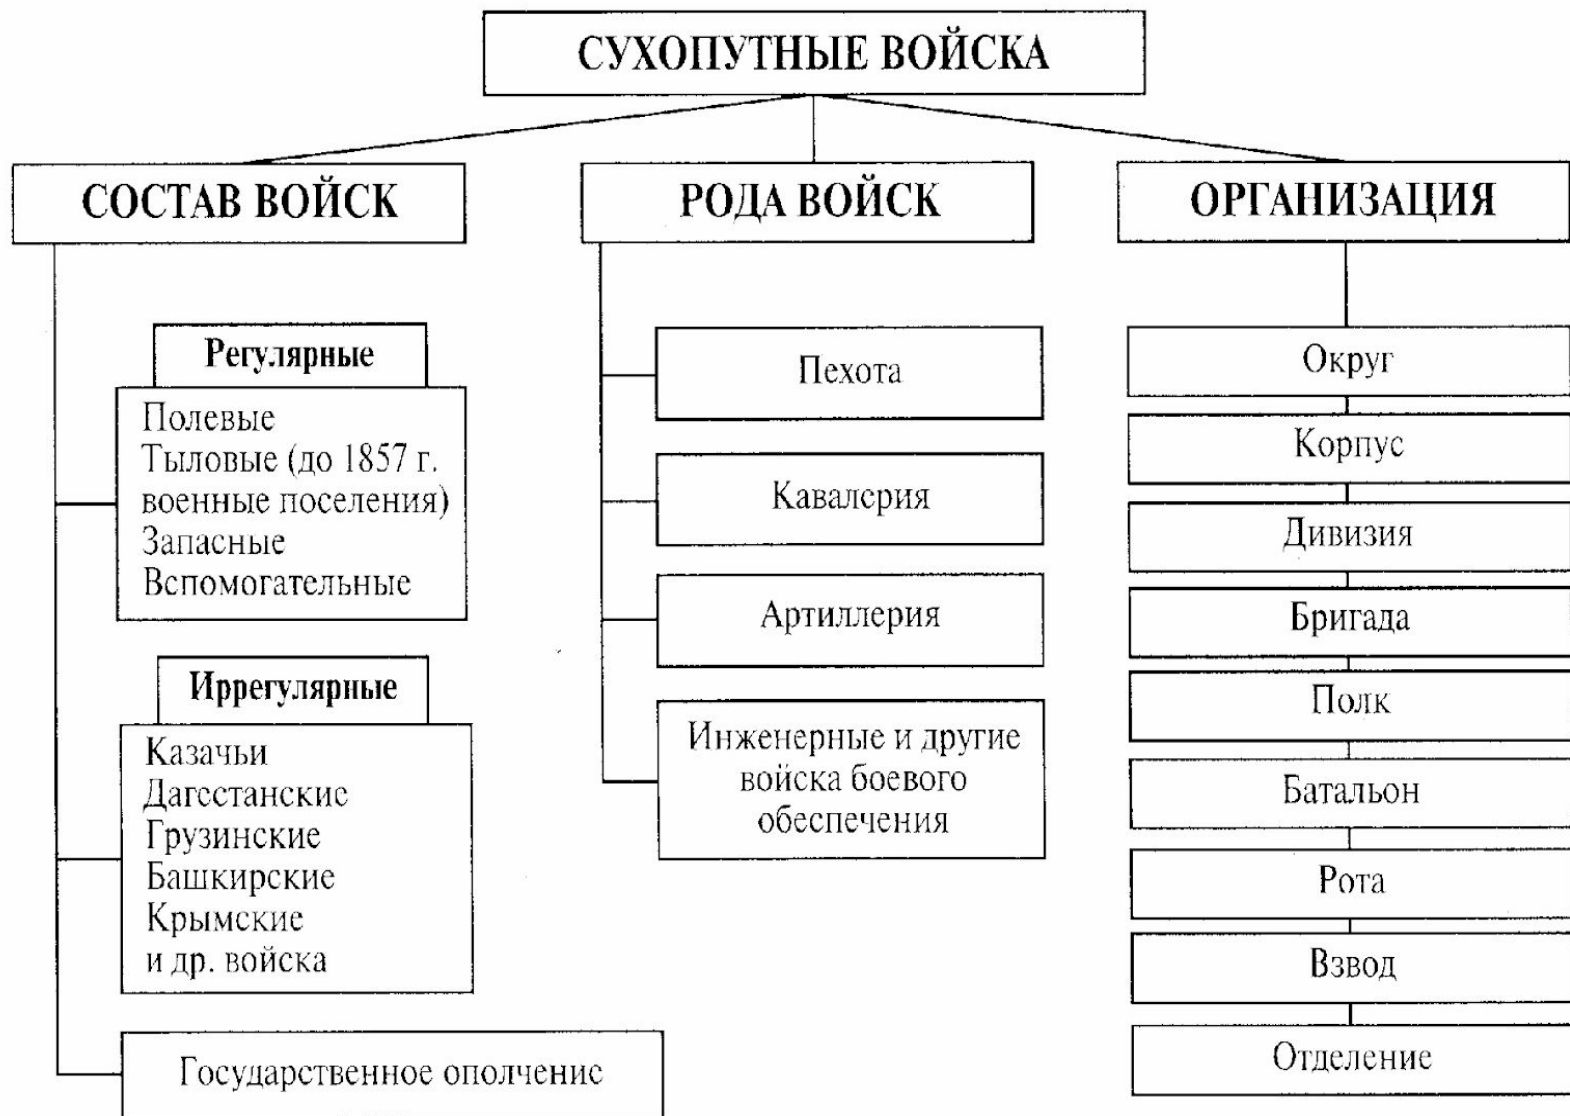 СУХОПУТНЫЕ ВОЙСКА
СОСТАВ ВОЙСК
Регулярные
Полевые
Тыловые (до 1857 г.
военные поселения)
Запасные
Вспомогательные
Иррегулярные
Казачьи
Дагестанские
Грузинские
Башкирские
Крымские
и др. войска
Государственное ополчение
РОДА ВОЙСК
Пехота
Кавалерия
Артиллерия
Инженерные и другие
войска боевого
обеспечения
ОРГАНИЗАЦИЯ
Округ
Корпус
Дивизия
Бригада
Полк
Батальон
Рота
Взвод
Отделение